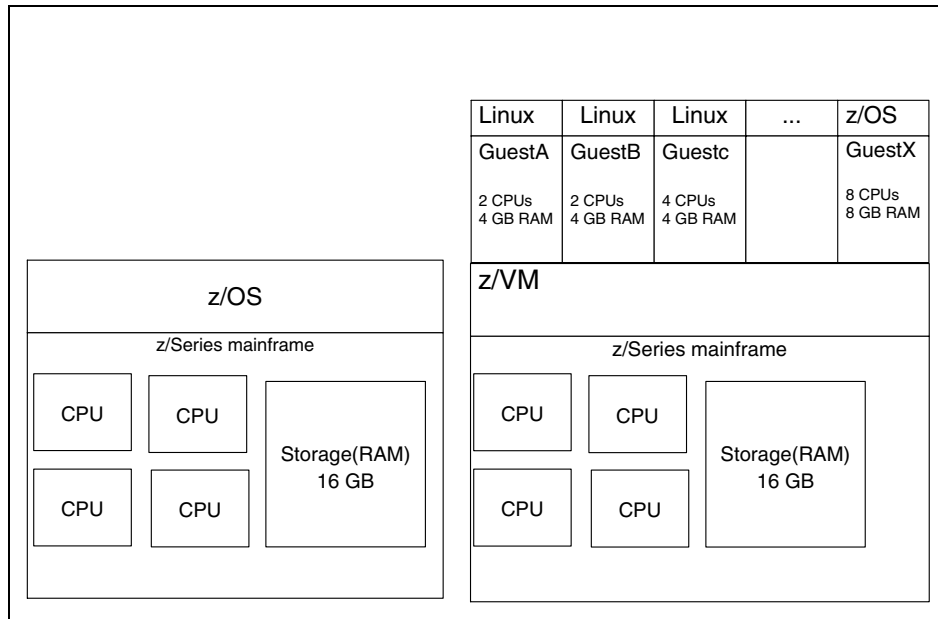 Linux Linux Linux ... z/OS
GuestA GuestB Guestc GuestX
2 CPUs 2 CPUs 4 CPUs 8 CPUs
4 GB RAM 4 GB RAM 4 GB RAM 8 GB RAM
z/OS
z/VM
z/Series mainframe
z/Series mainframe
CPU CPU
Storage(RAM)
16 GB
CPU CPU
CPU CPU
Storage(RAM)
16 GB
CPU CPU